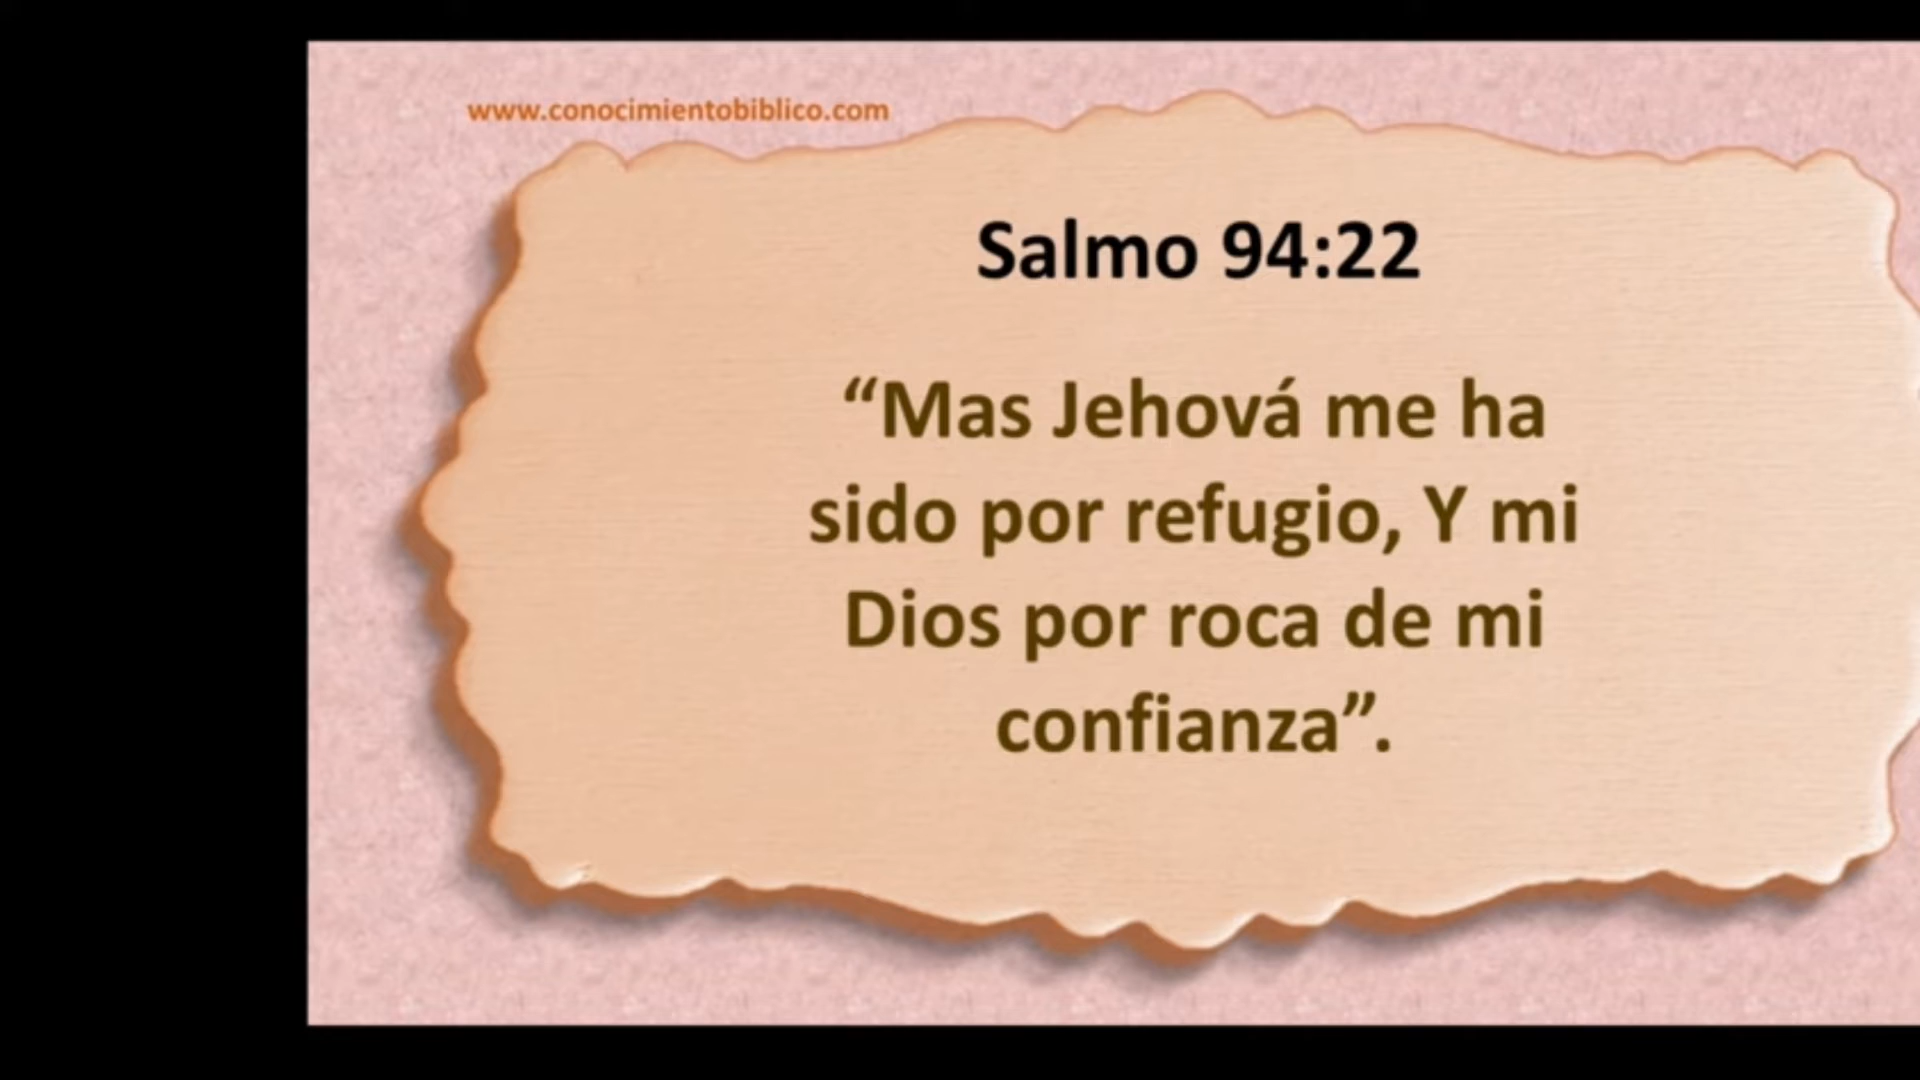 www.conocimientobiblico.com
Salmo 94:22
“Mas Jehová me ha
sido por refugio, Y mi
Dios por roca de mi
confianza”.